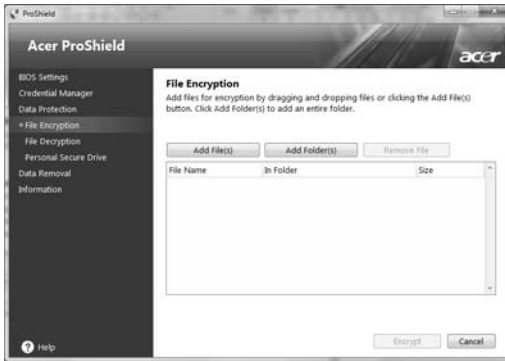 ProShield
Acer ProShield
acer
BIOS Settings
Credential Manager
Data Protection
File Encryption
File Decryption
Personal Secure Drive
Data Removal
Information
Help
File Encryption
Add files for encryption by dragging and dropping files or clicking the Add File(s)
button. Click Add Folder(s) to add an entire folder.
Add File(s) Add Folder(s) Remove File
File Name In Folder Size
Encrypt Cancel